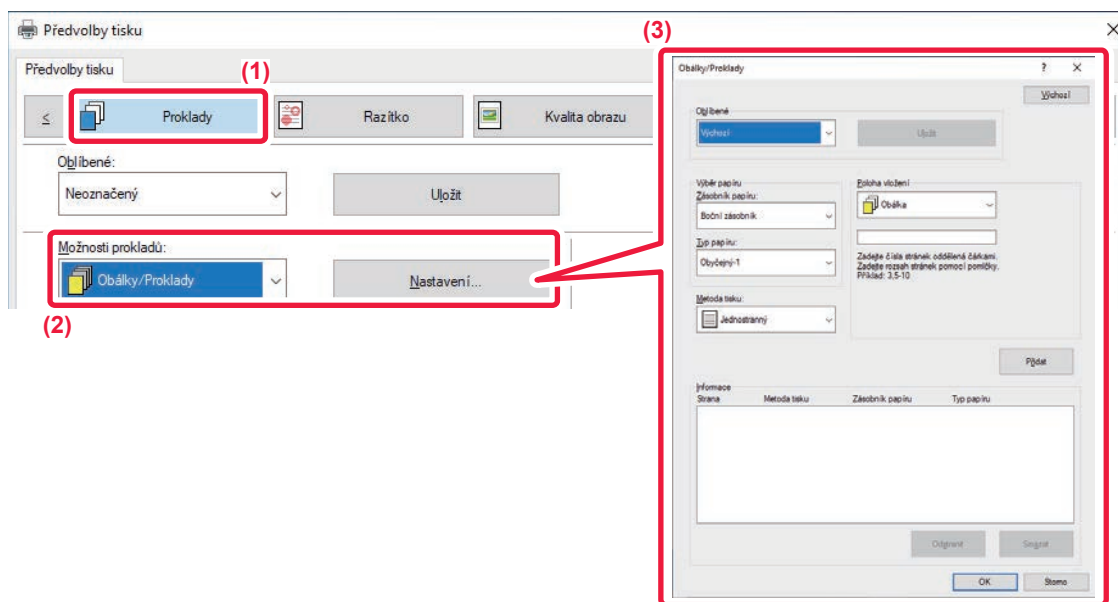 Předvolby tisku
Předvolby tisku
(1)
<
Proklady
Razítko
Kvalita obrazu
Oblíbené:
Neoznačený
Uložit
Možnosti prokladů:
Obálky/Proklady
Nastavení...
(2)
(3)
Obálky/Proklady
?
Výchozí
Oblíbené
Výchozí
Uložit
Výběr papíru
Zásobník papíru:
Boční zásobník
Typ papíru:
Obyčejný-1
Metoda tisku:
Jednostranný
Poloha vložení
Obálka
Zadejte čísla stránek oddělená čárkami.
Zadejte rozsah stránek pomocí pomlčky.
Příklad: 3,5-10
Přidat
Informace
Strana Metoda tisku Zásobník papíru Typ papíru
Odstranit
Smazat
OK
Storno